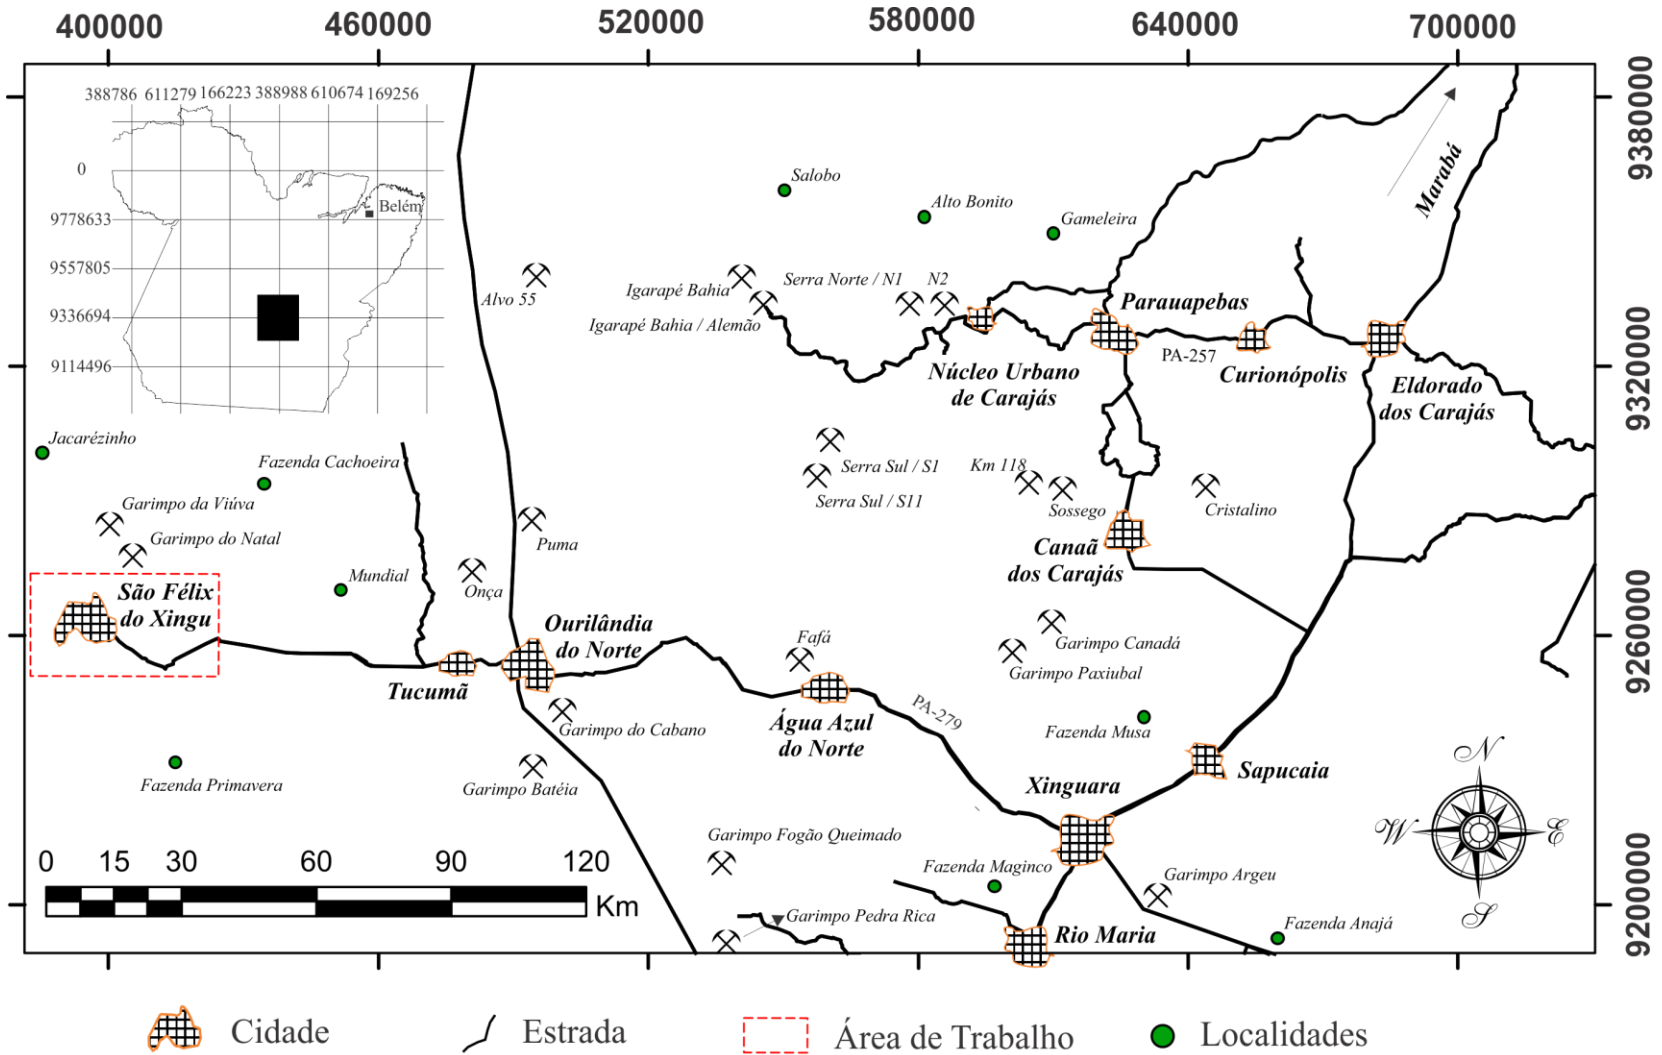 400000
460000
520000
580000
640000
700000
9380000
9320000
9260000
9200000
388786
611279
166223
388988
610674
169256
0
9778633
9557805
9336694
9114496
Belém
Salobo
Alto Bonito
Gameleira
Marabá
Alvo 55
Igarapé Bahia
Serra Norte / N1
N2
Igarapé Bahia / Alemão
Parauapebas
PA-257
Núcleo Urbano
de Carajás
Curionópolis
Eldorado
dos Carajás
Jacarézinho
Fazenda Cachoeira
Serra Sul / S1
Km 118
Serra Sul / S11
Sossego
Cristalino
Garimpo da Viúva
Garimpo do Natal
Puma
Canaã
dos Carajás
São Félix
do Xingu
Mundial
Onça
Ourilândia
do Norte
Fafá
Garimpo Canadá
Garimpo Paxiubal
Tucumã
Água Azul
do Norte
PA-279
Fazenda Musa
Garimpo do Cabano
Fazenda Primavera
Garimpo Batéia
Xinguara
Sapucaia
N
W
E
S
Garimpo Fogão Queimado
Fazenda Maginco
Garimpo Argeu
Garimpo Pedra Rica
Rio Maria
Fazenda Anajá
0
15
30
60
90
120
Km
Cidade
Estrada
Área de Trabalho
Localidades